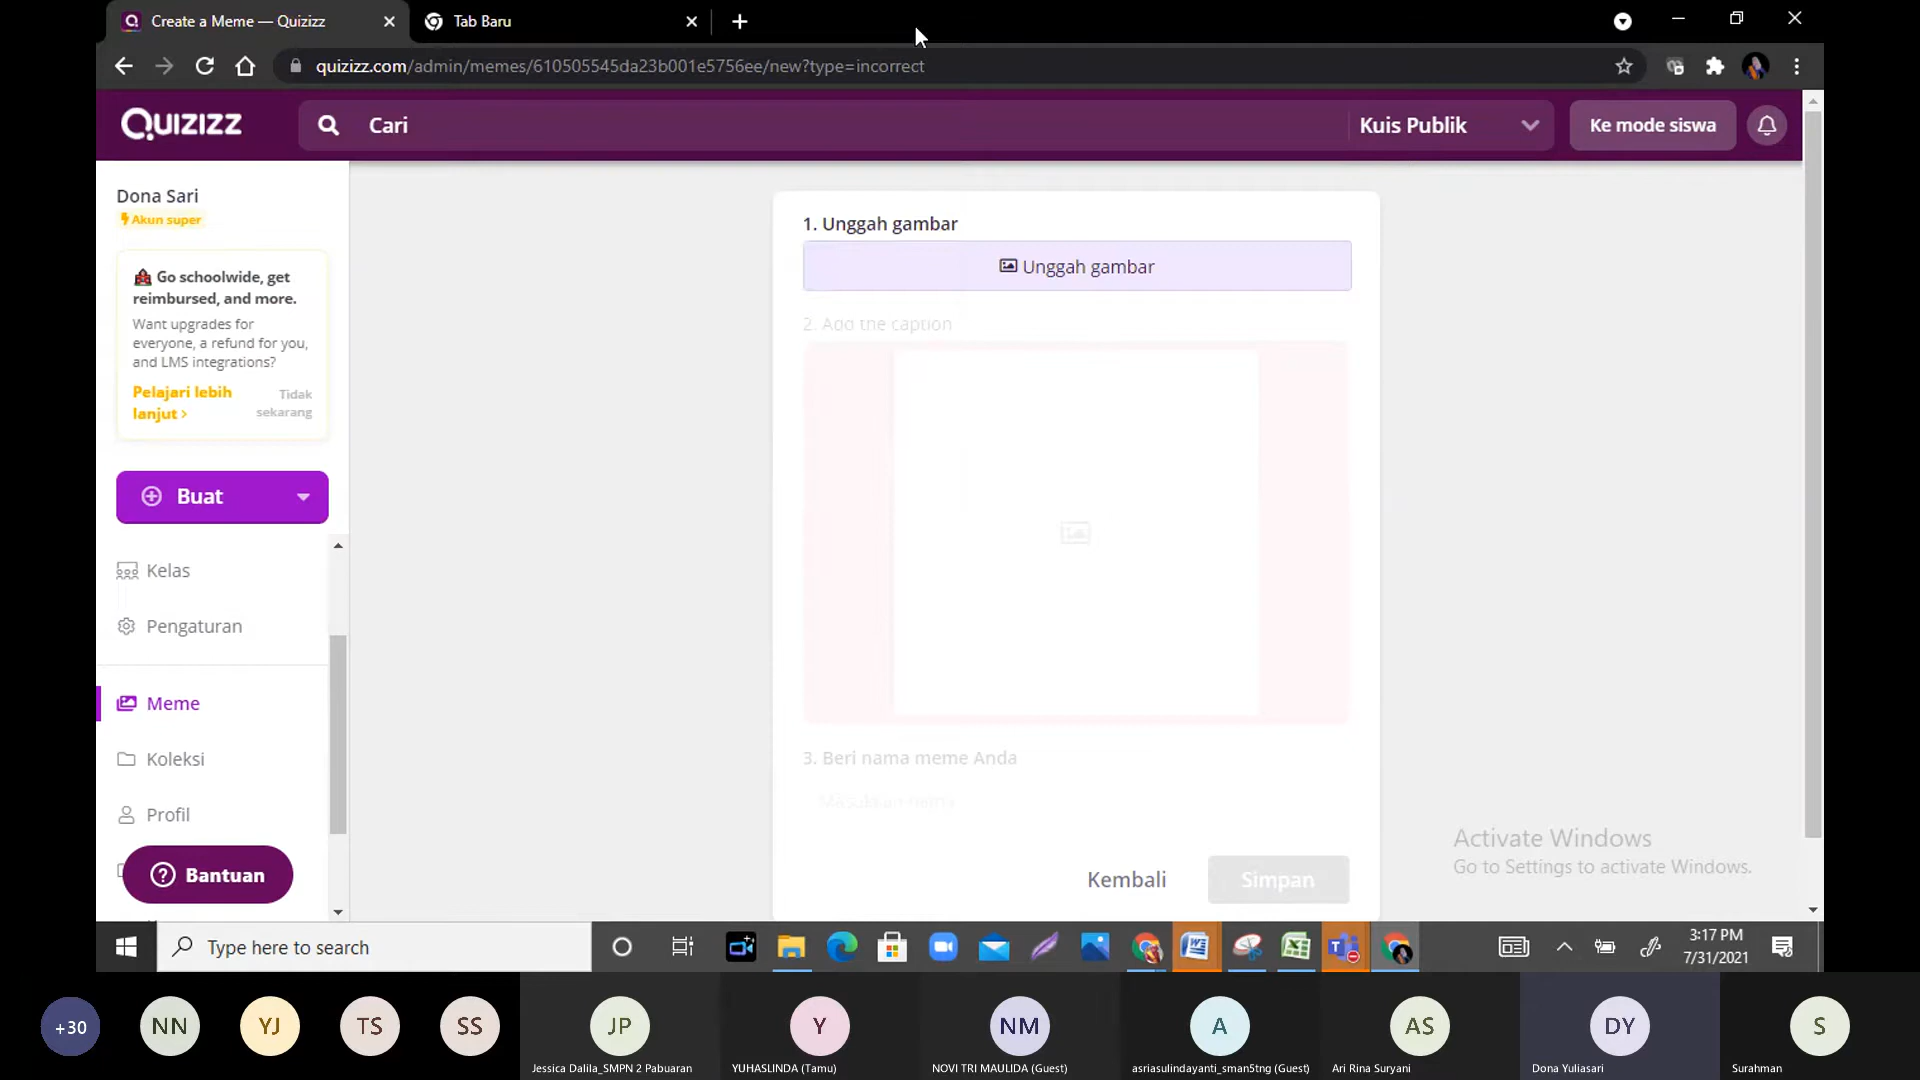 Create a Meme — Quizizz
Tab Baru
quizizz.com/admin/memes/610505545da23b001e5756ee/new?type=incorrect
QUIZIZZ
Cari
Kuis Publik
Ke mode siswa
Dona Sari
Akun super
Go schoolwide, get
reimbursed, and more.
Want upgrades for
everyone, a refund for you,
and LMS integrations?
Pelajari lebih
lanjut >
Tidak
sekarang
Buat
Kelas
Pengaturan
Meme
Koleksi
Profil
Bantuan
1. Unggah gambar
Unggah gambar
2. Add the caption
3. Beri nama meme Anda
Masukkan nama
Kembali
Simpan
Activate Windows
Go to Settings to activate Windows.
Type here to search
3:17 PM
7/31/2021
+30
NN
YJ
TS
SS
JP
Y
NM
A
AS
DY
S
Jessica Dalila_SMPN 2 Pabuaran
YUHASLINDA (Tamu)
NOVI TRI MAULIDA (Guest)
asriasulindayanti_sman5tng (Guest)
Ari Rina Suryani
Dona Yuliasari
Surahman